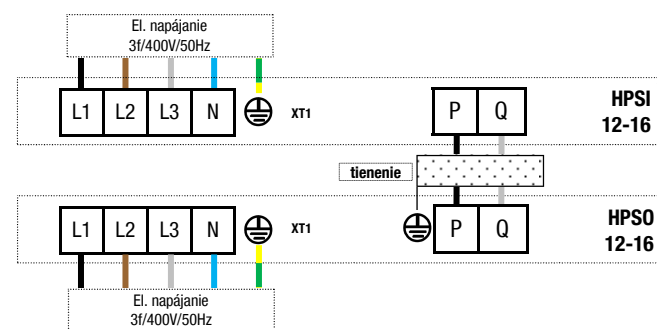 El. napájanie
3f/400V/50Hz
L1 L2 L3 N XT1 P Q HPSI
12-16
tienenie
L1 L2 L3 N XT1 P Q HPSO
12-16
El. napájanie
3f/400V/50Hz